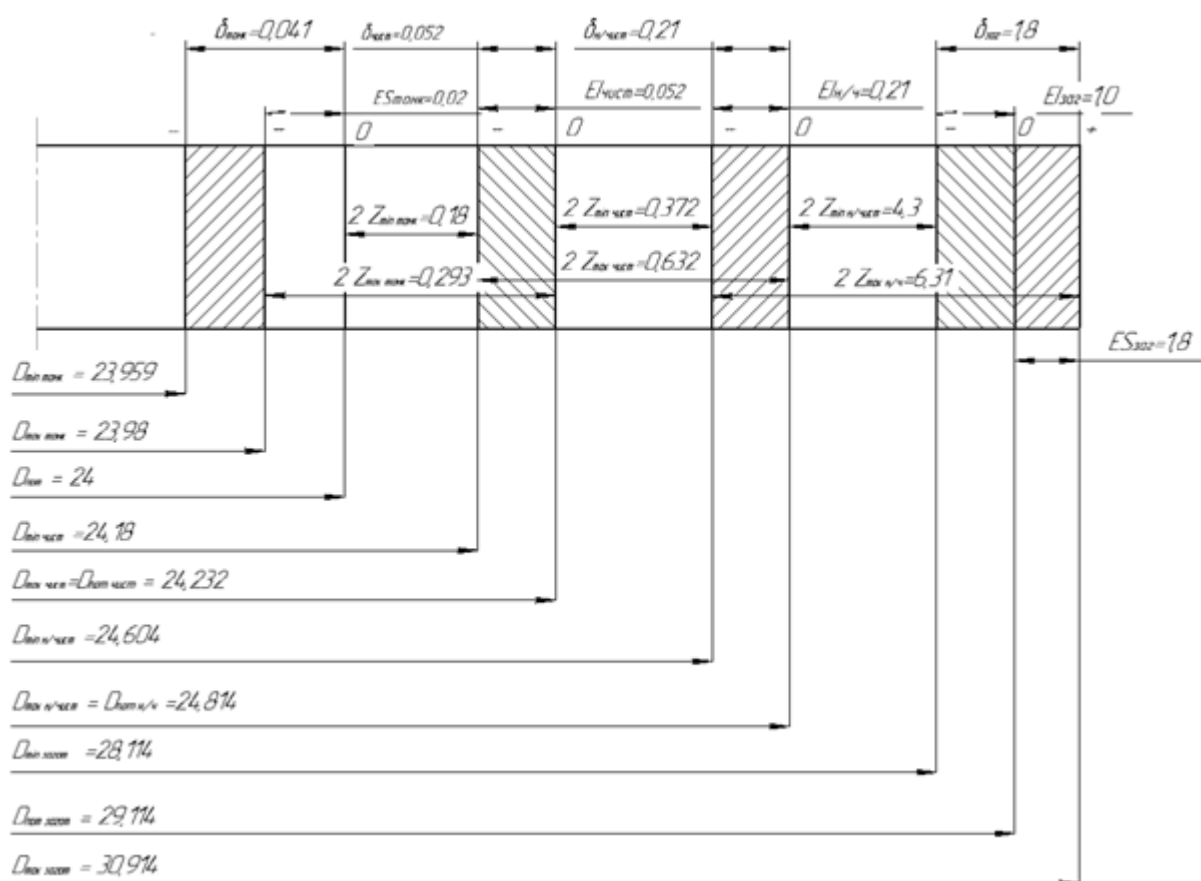 δтонк=0,041 δчист=0,052 δн/чист=0,21 δзаг=1,8
ESтонк=0,02 EIчист=0,052 EIн/ч=0,21 EIзаг=1,0
- - 0 - 0 - 0 - 0 +
2 Zmin тонк=0,18 2 Zmin чист=0,372 2 Zmin н/чист=4,3
2 Zmax тонк=0,293 2 Zmax чист=0,632 2 Zmax н/ч=6,31
ESзаг=1,8
Dmin тонк = 23,959
Dmax тонк = 23,98
Dном = 24
Dmin чист =24,18
Dmax чист=Dном чист = 24,232
Dmin н/чист =24,604
Dmax н/чист = Dном н/ч =24,814
Dmin загот =28,114
Dном загот = 29,114
Dmax загот = 30,914